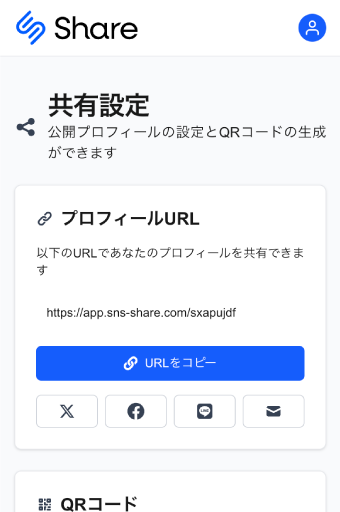 Share
共有設定
公開プロフィールの設定とQRコードの生成
ができます
プロフィールURL
以下のURLであなたのプロフィールを共有できま
す
https://app.sns-share.com/sxapujdf
URLをコピー
LINE
QRコード